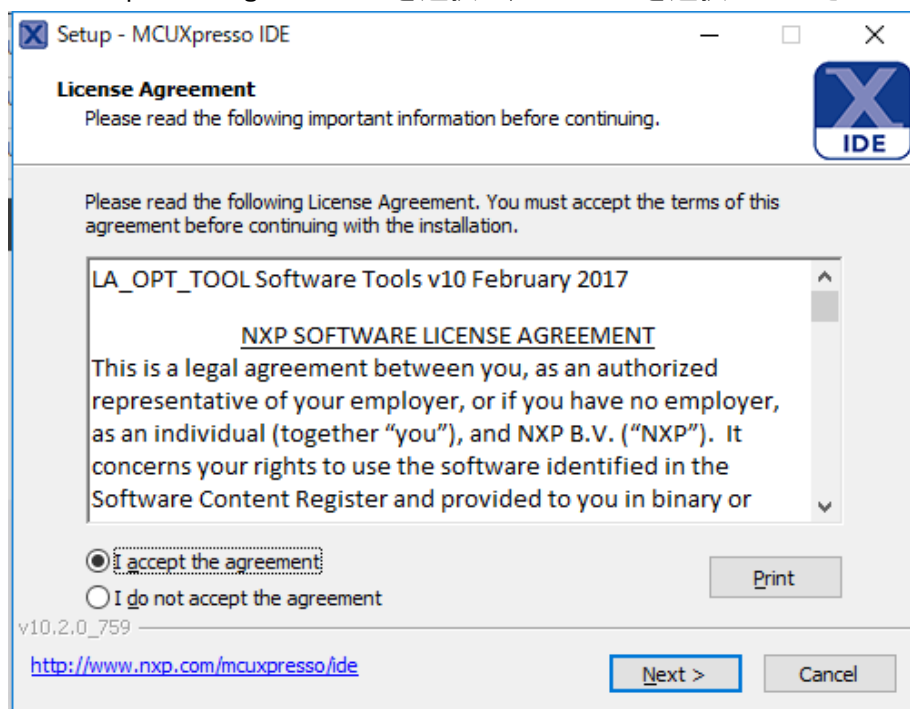 Setup - MCUXpresso IDE
License Agreement
Please read the following important information before continuing.
IDE
Please read the following License Agreement. You must accept the terms of this
agreement before continuing with the installation.
LA_OPT_TOOL Software Tools v10 February 2017
NXP SOFTWARE LICENSE AGREEMENT
This is a legal agreement between you, as an authorized
representative of your employer, or if you have no employer,
as an individual (together “you”), and NXP B.V. (“NXP”).  It
concerns your rights to use the software identified in the
Software Content Register and provided to you in binary or
I accept the agreement
Print
I do not accept the agreement
v10.2.0_759
http://www.nxp.com/mcuxpresso/ide
Next >
Cancel